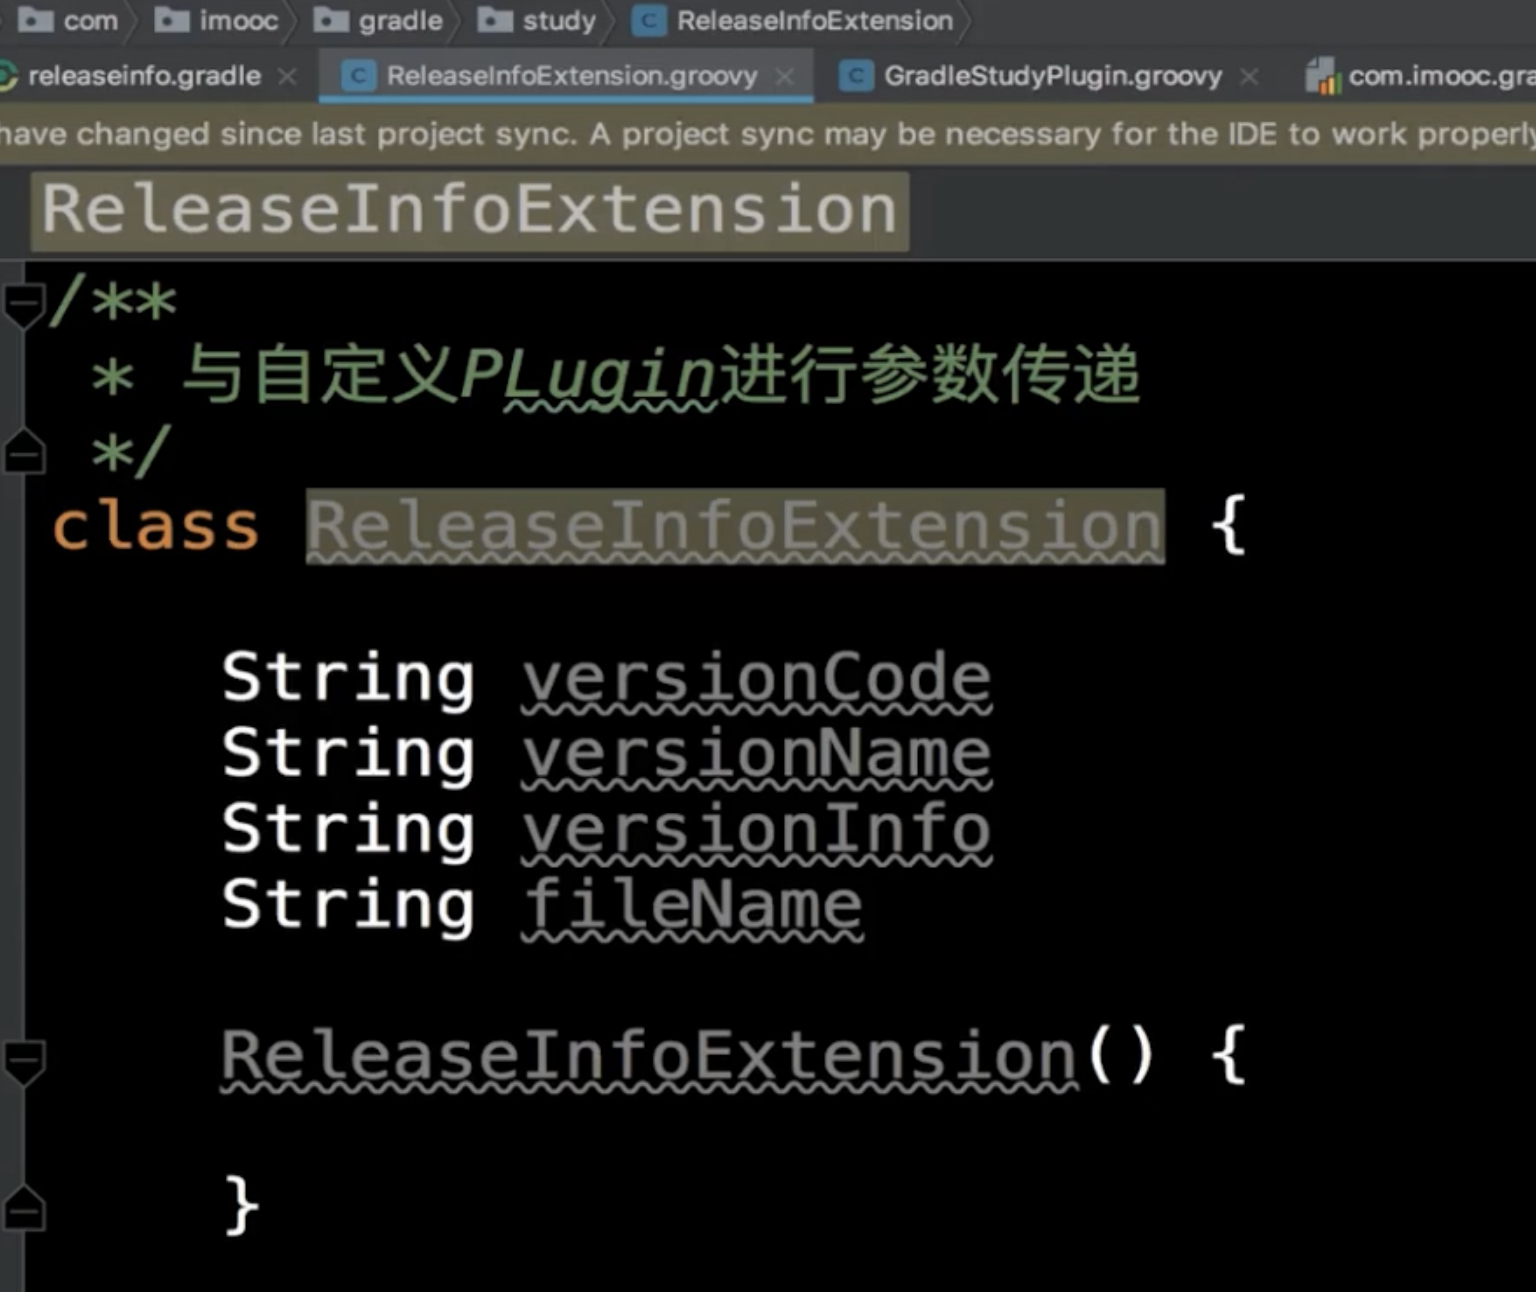 com imooc gradle study ReleaseInfoExtension
releaseinfo.gradle ReleaseInfoExtension.groovy GradleStudyPlugin.groovy com.imooc.gra
have changed since last project sync. A project sync may be necessary for the IDE to work properly
ReleaseInfoExtension
/**
* 与自定义PLugin进行参数传递
*/
class ReleaseInfoExtension {
String versionCode
String versionName
String versionInfo
String fileName
ReleaseInfoExtension() {
}